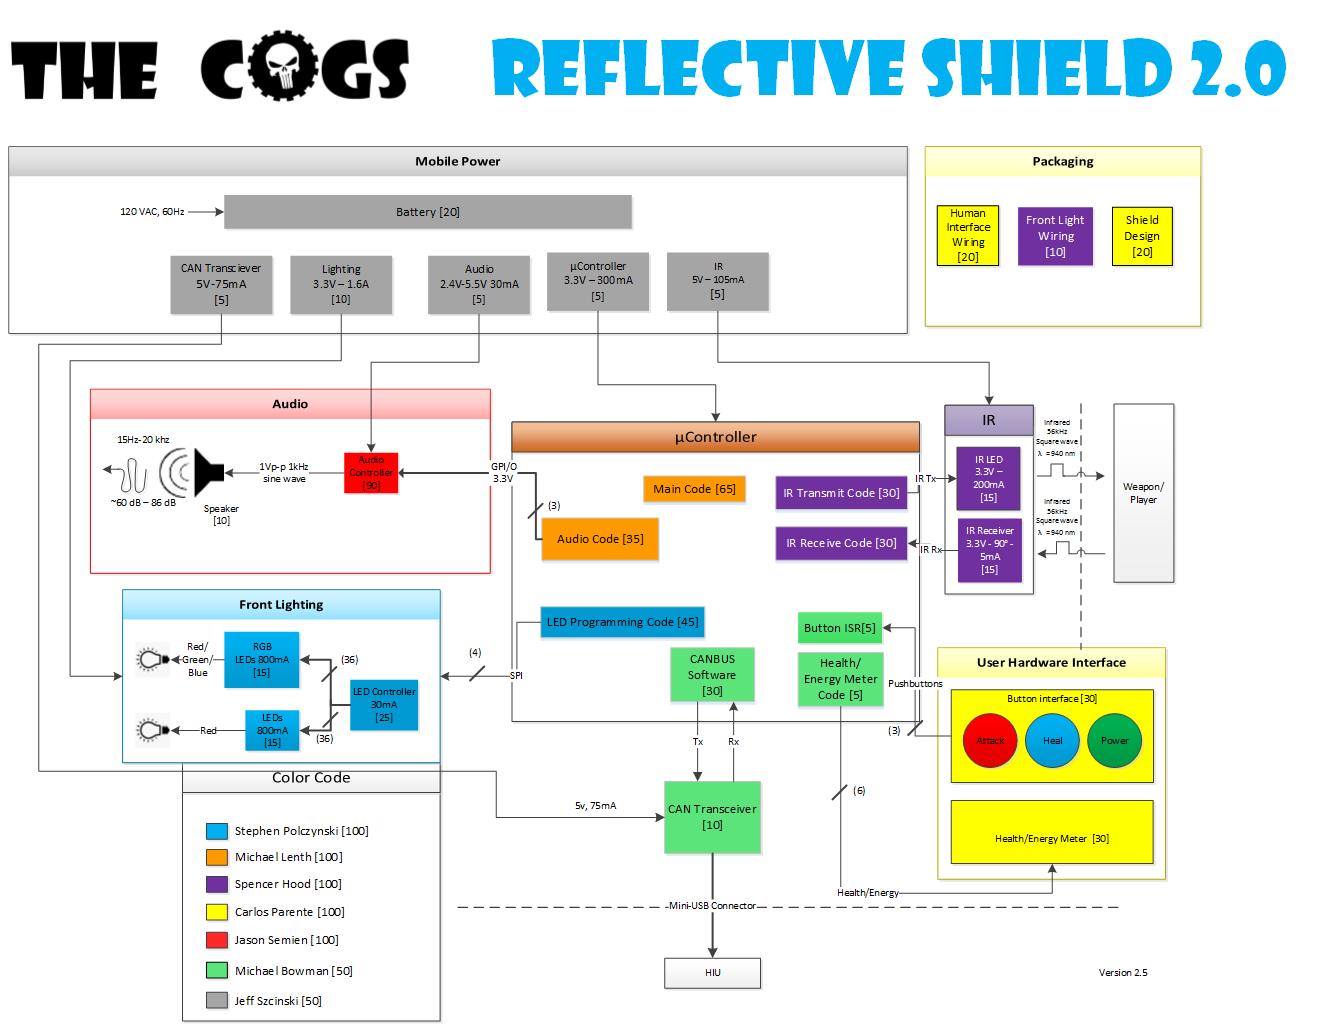 THE COGS
REFLECTIVE SHIELD 2.0
Mobile Power
120 VAC, 60Hz
Battery [20]
CAN Transciever
5V-75mA
[5]
Lighting
3.3V – 1.6A
[10]
Audio
2.4V-5.5V 30mA
[5]
µController
3.3V – 300mA
[5]
IR
5V – 105mA
[5]
Packaging
Human
Interface
Wiring
[20]
Front Light
Wiring
[10]
Shield
Design
[20]
Audio
15Hz-20 khz
~60 dB – 86 dB
Speaker
[10]
1Vp-p 1kHz
sine wave
Audio
Controller
[90]
GPI/O
3.3V
(3)
µController
Main Code [65]
Audio Code [35]
IR Transmit Code [30]
IR Receive Code [30]
LED Programming Code [45]
CANBUS
Software
[30]
Button ISR[5]
Health/
Energy Meter
Code [5]
IR Tx
IR Rx
IR
IR LED
3.3V –
200mA
[15]
IR Receiver
3.3V - 90° -
5mA
[15]
Infrared
56kHz
Square wave
λ =940 nm
Infrared
56kHz
Square wave
λ =940 nm
Weapon/
Player
Front Lighting
Red/
Green/
Blue
RGB
LEDs 800mA
[15]
(36)
LED Controller
30mA
[25]
Red
LEDs
800mA
[15]
(36)
(4)
SPI
Pushbuttons
(3)
User Hardware Interface
Button interface [30]
Attack
Heal
Power
Health/Energy Meter [30]
Tx
Rx
5v, 75mA
CAN Transceiver
[10]
(6)
Health/Energy
Mini-USB Connector
HIU
Color Code
Stephen Polczynski [100]
Michael Lenth [100]
Spencer Hood [100]
Carlos Parente [100]
Jason Semien [100]
Michael Bowman [50]
Jeff Szcinski [50]
Version 2.5